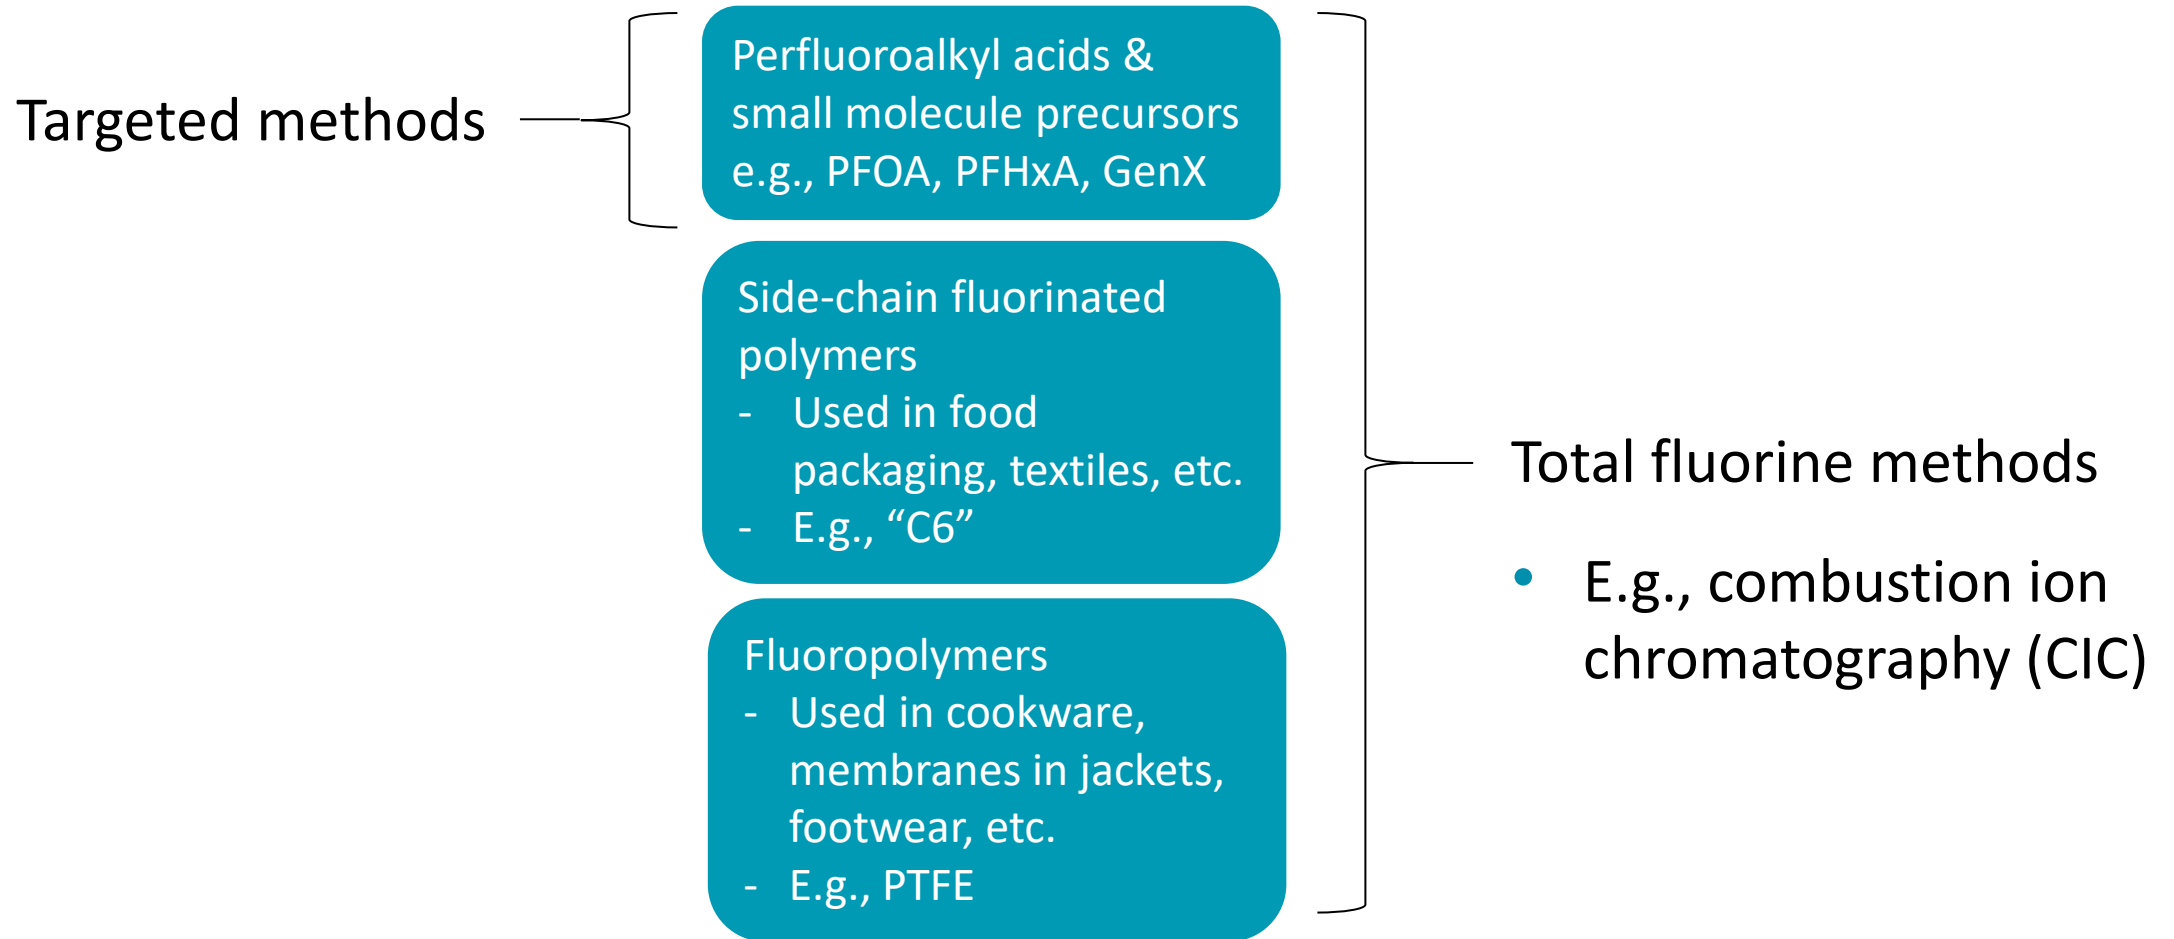 Targeted methods
Perfluoroalkyl acids &
small molecule precursors
e.g., PFOA, PFHxA, GenX
Side-chain fluorinated
polymers
- Used in food
packaging, textiles, etc.
- E.g., “C6”
Fluoropolymers
- Used in cookware,
membranes in jackets,
footwear, etc.
- E.g., PTFE
Total fluorine methods
• E.g., combustion ion
chromatography (CIC)